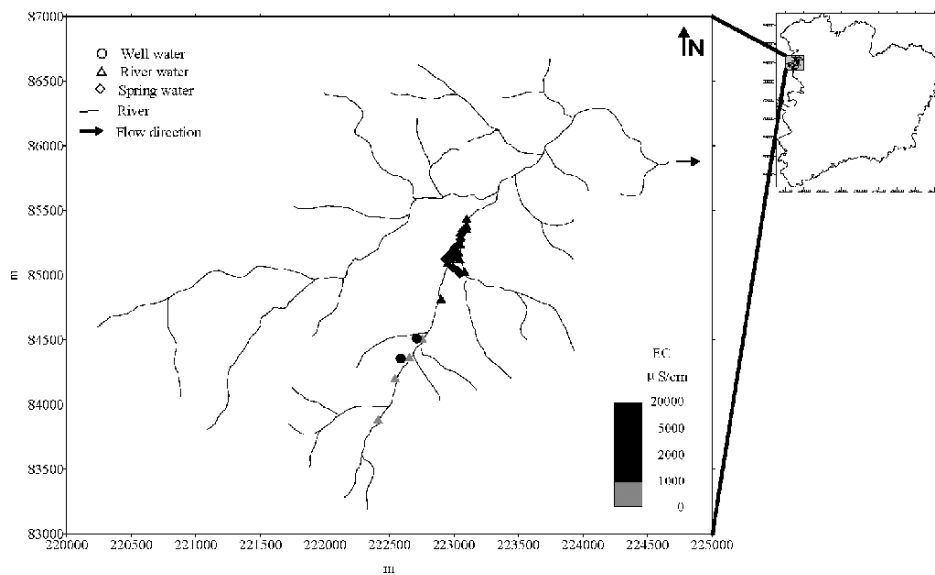 87000
86500
86000
85500
85000
84500
84000
83500
83000
m
Well water
River water
Spring water
River
Flow direction
N
EC
μ S/cm
20000
5000
2000
1000
0
220000 220500 221000 221500 222000 222500 223000 223500 224000 224500 225000
m